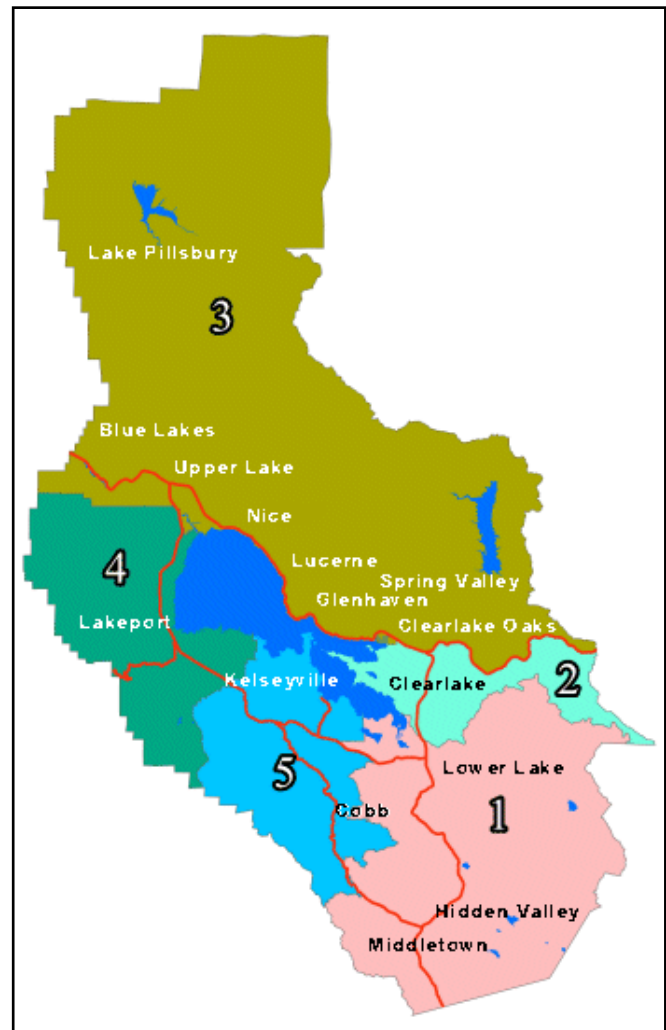 Lake Pillsbury
3
Blue Lakes
Upper Lake
Nice
Lucerne
Spring Valley
Glenhaven
4
Lakeport
Clearlake Oaks
Kelseyville
Clearlake
2
5
Lower Lake
Cobb
1
Hidden Valley
Middletown